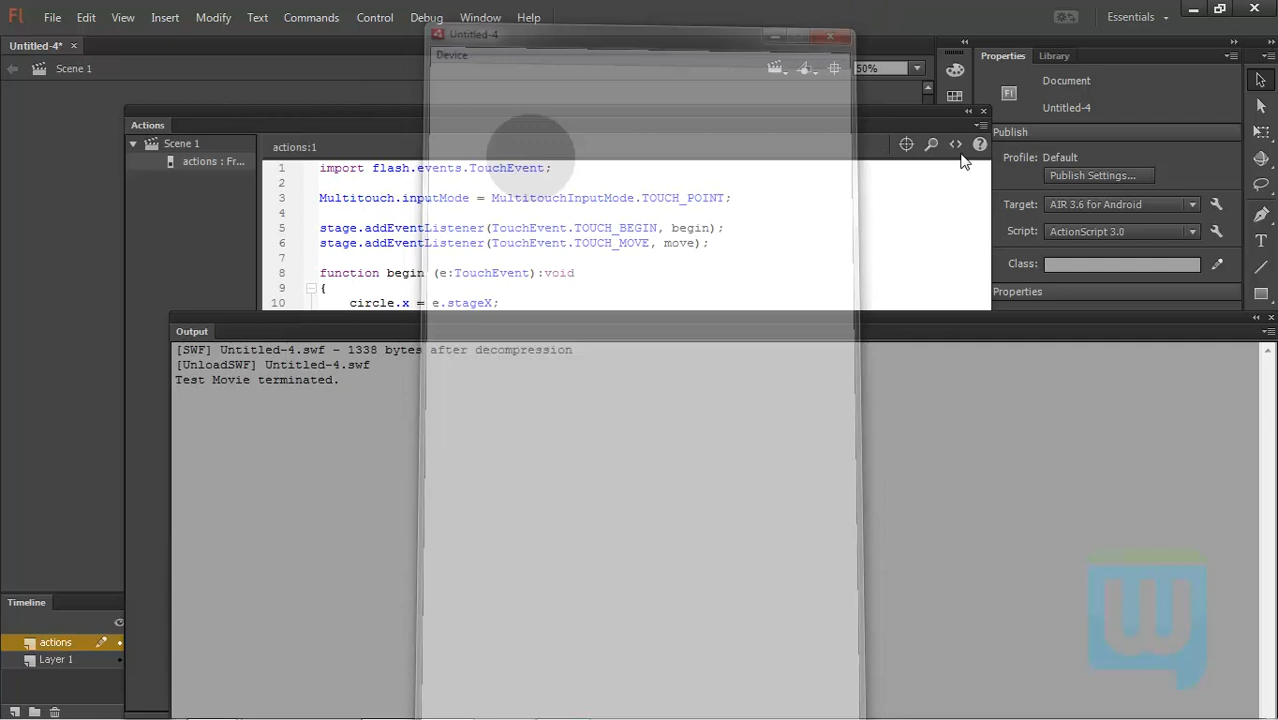 Fl File Edit View Insert Modify Text Commands Control Debug Window Help Essentials
Untitled-4* ×
Untitled-4
Scene 1
Device
50%
Properties Library
Document
Fl
Untitled-4
Actions
Publish
Scene 1
actions : Fr...
actions:1
Profile: Default
Publish Settings...
Target: AIR 3.6 for Android
Script: ActionScript 3.0
Class:
Properties
1 import flash.events.TouchEvent;
2
3 Multitouch.inputMode = MultitouchInputMode.TOUCH_POINT;
4
5 stage.addEventListener(TouchEvent.TOUCH_BEGIN, begin);
6 stage.addEventListener(TouchEvent.TOUCH_MOVE, move);
7
8 function begin (e:TouchEvent):void
9 {
10 circle.x = e.stageX;
Output
[SWF] Untitled-4.swf - 1338 bytes after decompression
[UnloadSWF] Untitled-4.swf
Test Movie terminated.
Timeline
actions
Layer 1
w